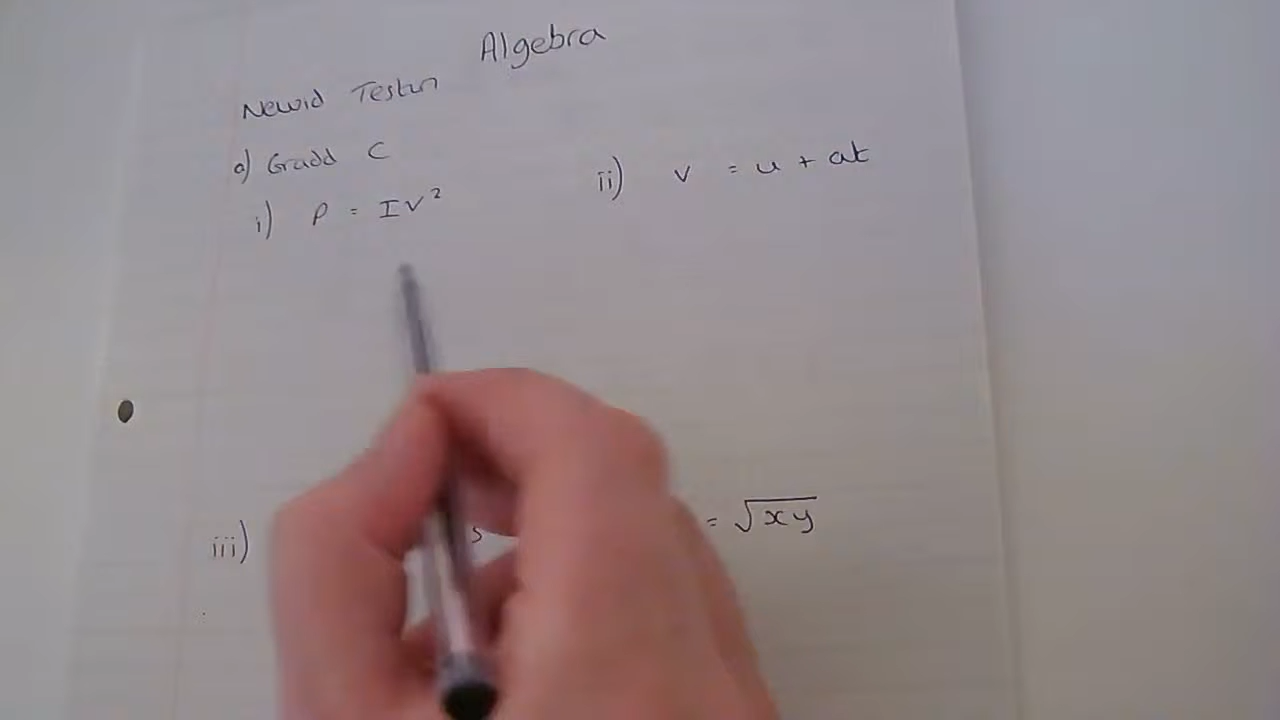 Algebra
Newid Testun
a) Gradd C
i) P = IV²
ii) v = u + at
iii) s
= √xy